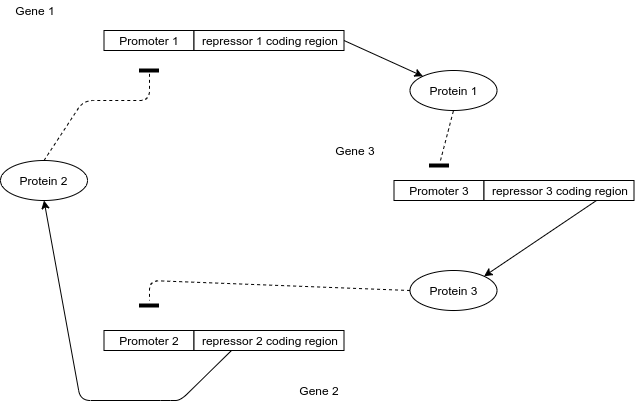 Gene 1
Promoter 1
repressor 1 coding region
Protein 1
Gene 3
Protein 2
Promoter 3
repressor 3 coding region
Protein 3
Promoter 2
repressor 2 coding region
Gene 2